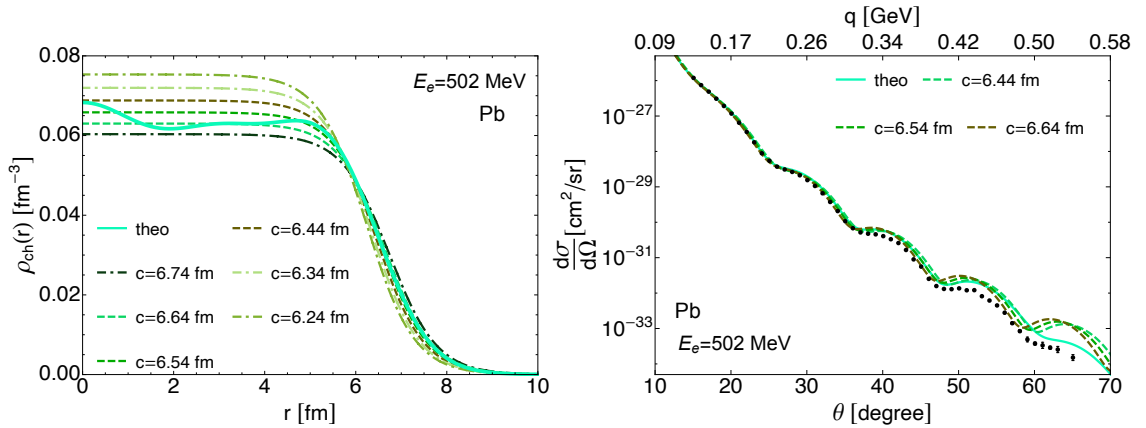 0.08
0.06
0.04
0.02
0.00
ρch(r) [fm⁻³]
E_e=502 MeV
Pb
theo
c=6.44 fm
c=6.74 fm
c=6.34 fm
c=6.64 fm
c=6.24 fm
c=6.54 fm
0 2 4 6 8 10
r [fm]
q [GeV]
0.09 0.17 0.26 0.34 0.42 0.50 0.58
theo
c=6.44 fm
c=6.54 fm
c=6.64 fm
10⁻²⁷
10⁻²⁹
10⁻³¹
10⁻³³
dσ/dΩ [cm²/sr]
Pb
E_e=502 MeV
10 20 30 40 50 60 70
θ [degree]